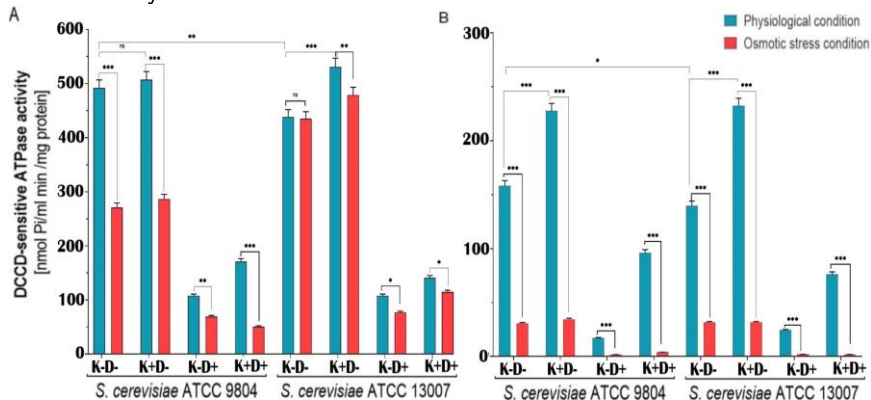 A
DCCD-sensitive ATPase activity
[nmol Pi/ml min /mg protein]
600
500
400
300
200
100
0
ns
***
***
**
**
***
ns
***
**
*
*
K-D-
K+D-
K-D+
K+D+
K-D-
K+D-
K-D+
K+D+
S. cerevisiae ATCC 9804
S. cerevisiae ATCC 13007
B
Physiological condition
Osmotic stress condition
300
200
100
0
*
***
***
***
***
***
***
***
***
***
***
K-D-
K+D-
K-D+
K+D+
K-D-
K+D-
K-D+
K+D+
S. cerevisiae ATCC 9804
S. cerevisiae ATCC 13007